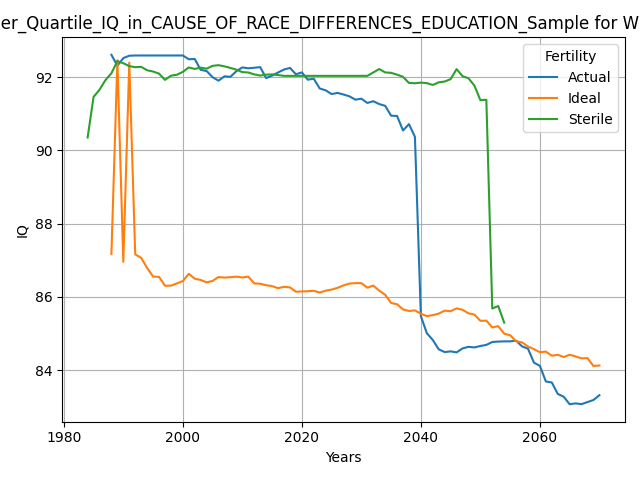 er_Quartile_IQ_in_CAUSE_OF_RACE_DIFFERENCES_EDUCATION_Sample for W
Fertility
Actual
Ideal
Sterile
IQ
92
90
88
86
84
1980
2000
2020
2040
2060
Years